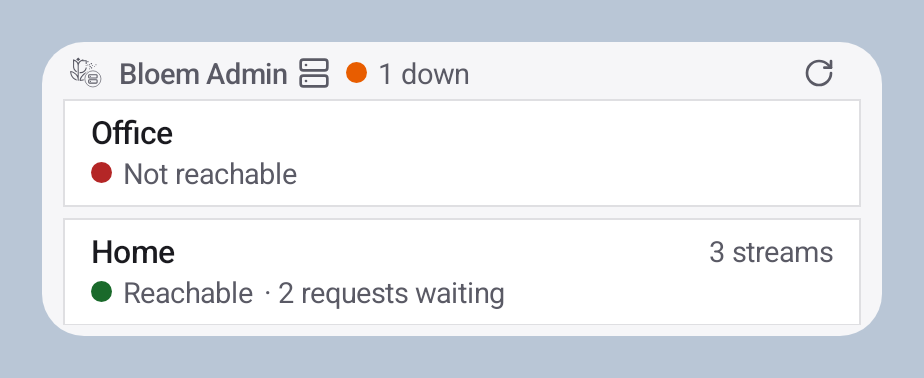 Bloem Admin 1 down
Office
Not reachable
Home 3 streams
Reachable · 2 requests waiting